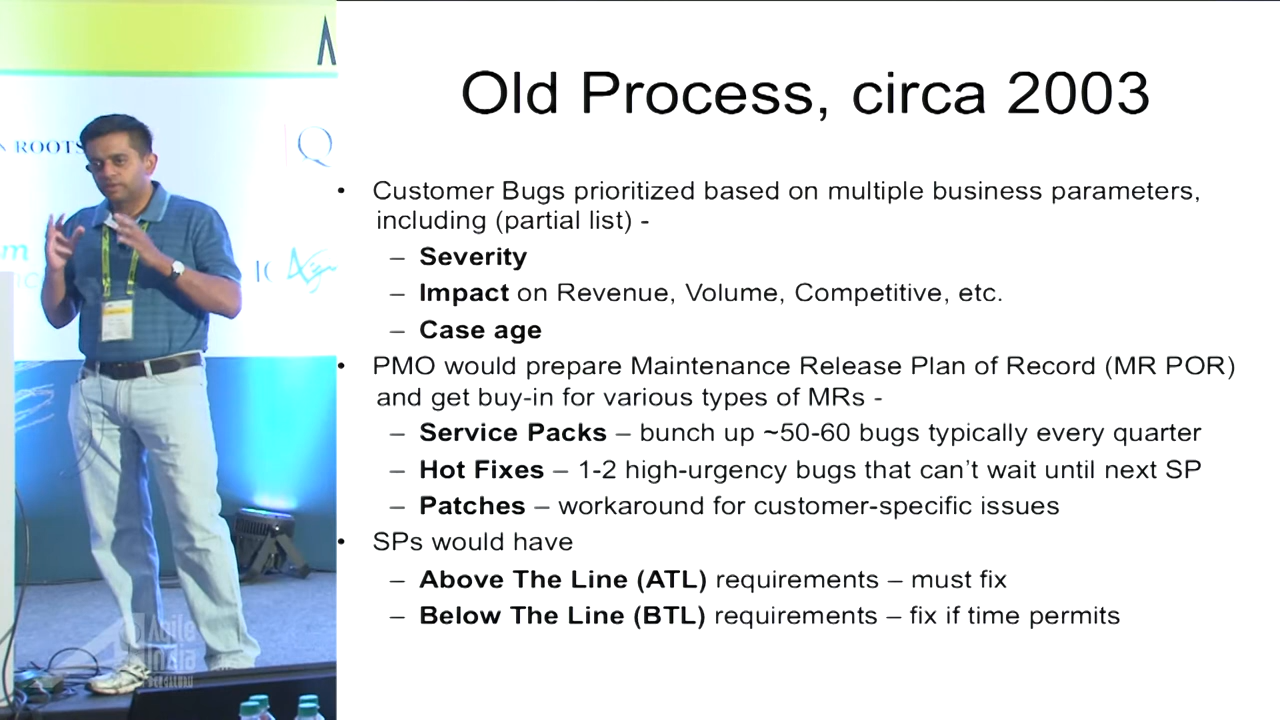 Old Process, circa 2003
• Customer Bugs prioritized based on multiple business parameters,
including (partial list) -
– Severity
– Impact on Revenue, Volume, Competitive, etc.
– Case age
• PMO would prepare Maintenance Release Plan of Record (MR POR)
and get buy-in for various types of MRs -
– Service Packs – bunch up ~50-60 bugs typically every quarter
– Hot Fixes – 1-2 high-urgency bugs that can’t wait until next SP
– Patches – workaround for customer-specific issues
• SPs would have
– Above The Line (ATL) requirements – must fix
– Below The Line (BTL) requirements – fix if time permits
ROOTS
Q
Agile
India
BENGALURU